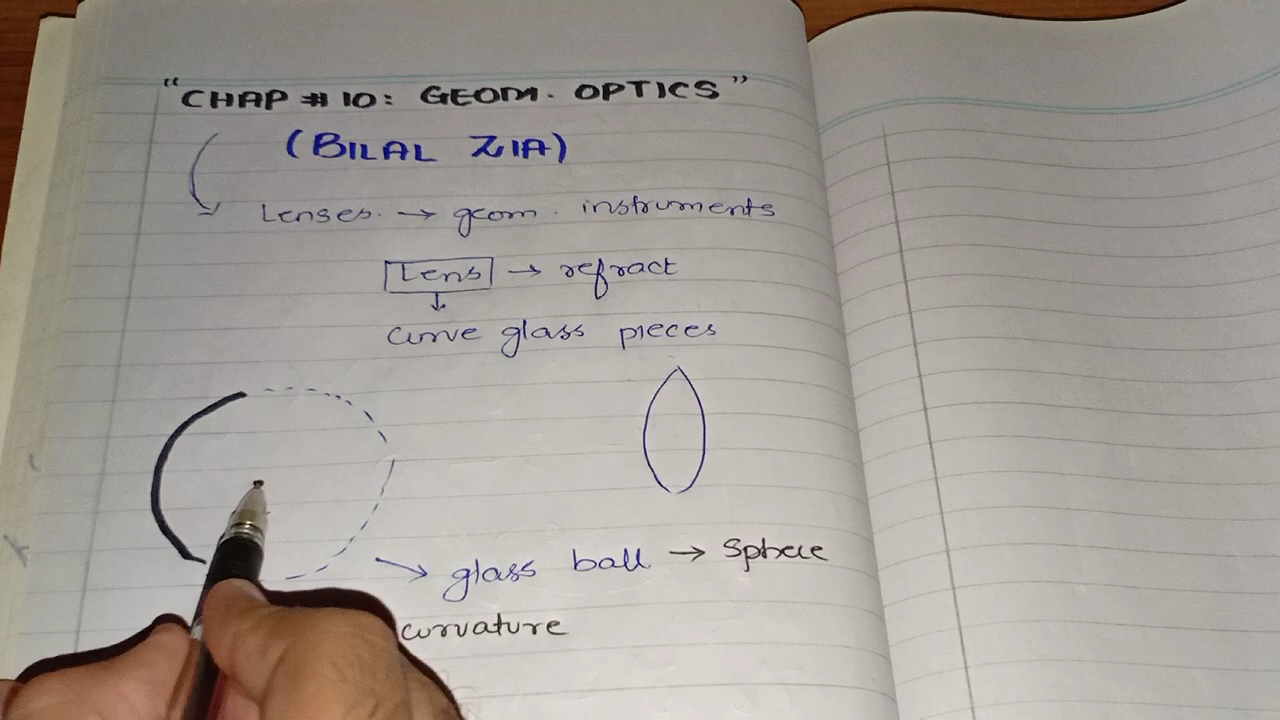 "CHAP # 10: GEOM. OPTICS"
(BILAL ZIA)
Lenses. → geom. instruments
Lens → refract
curve glass pieces
glass ball → Sphere
curvature